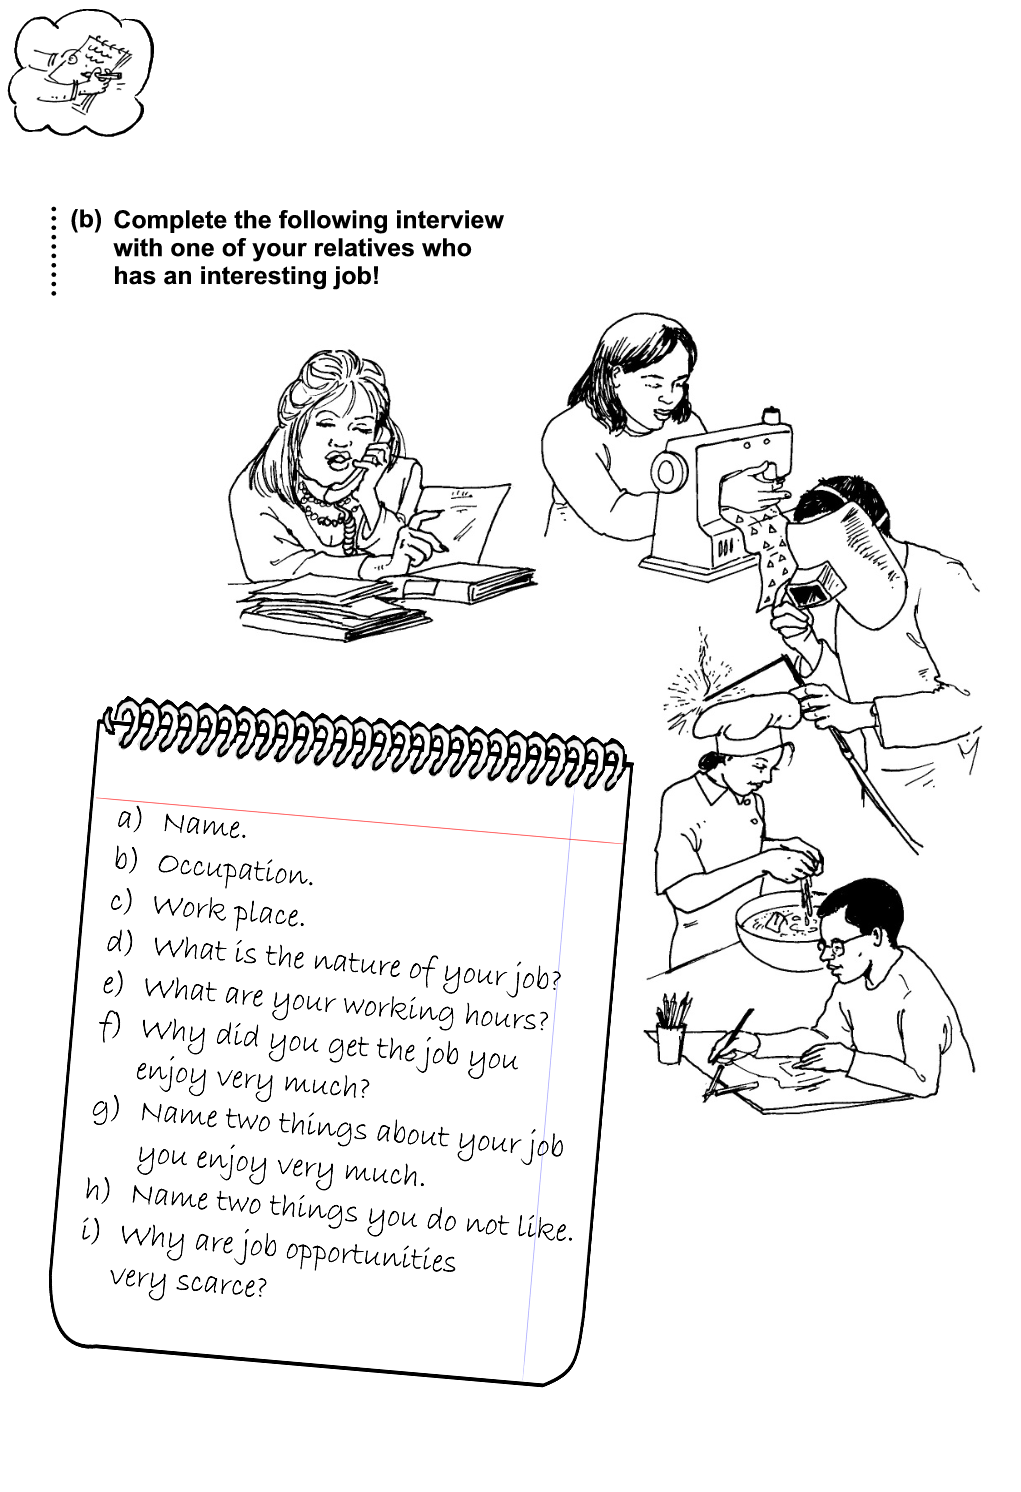 (b) Complete the following interview
with one of your relatives who
has an interesting job!
a) Name.
b) Occupation.
c) Work place.
d) What is the nature of your job?
e) What are your working hours?
f) Why did you get the job you
enjoy very much?
g) Name two things about your job
you enjoy very much.
h) Name two things you do not like.
i) Why are job opportunities
very scarce?